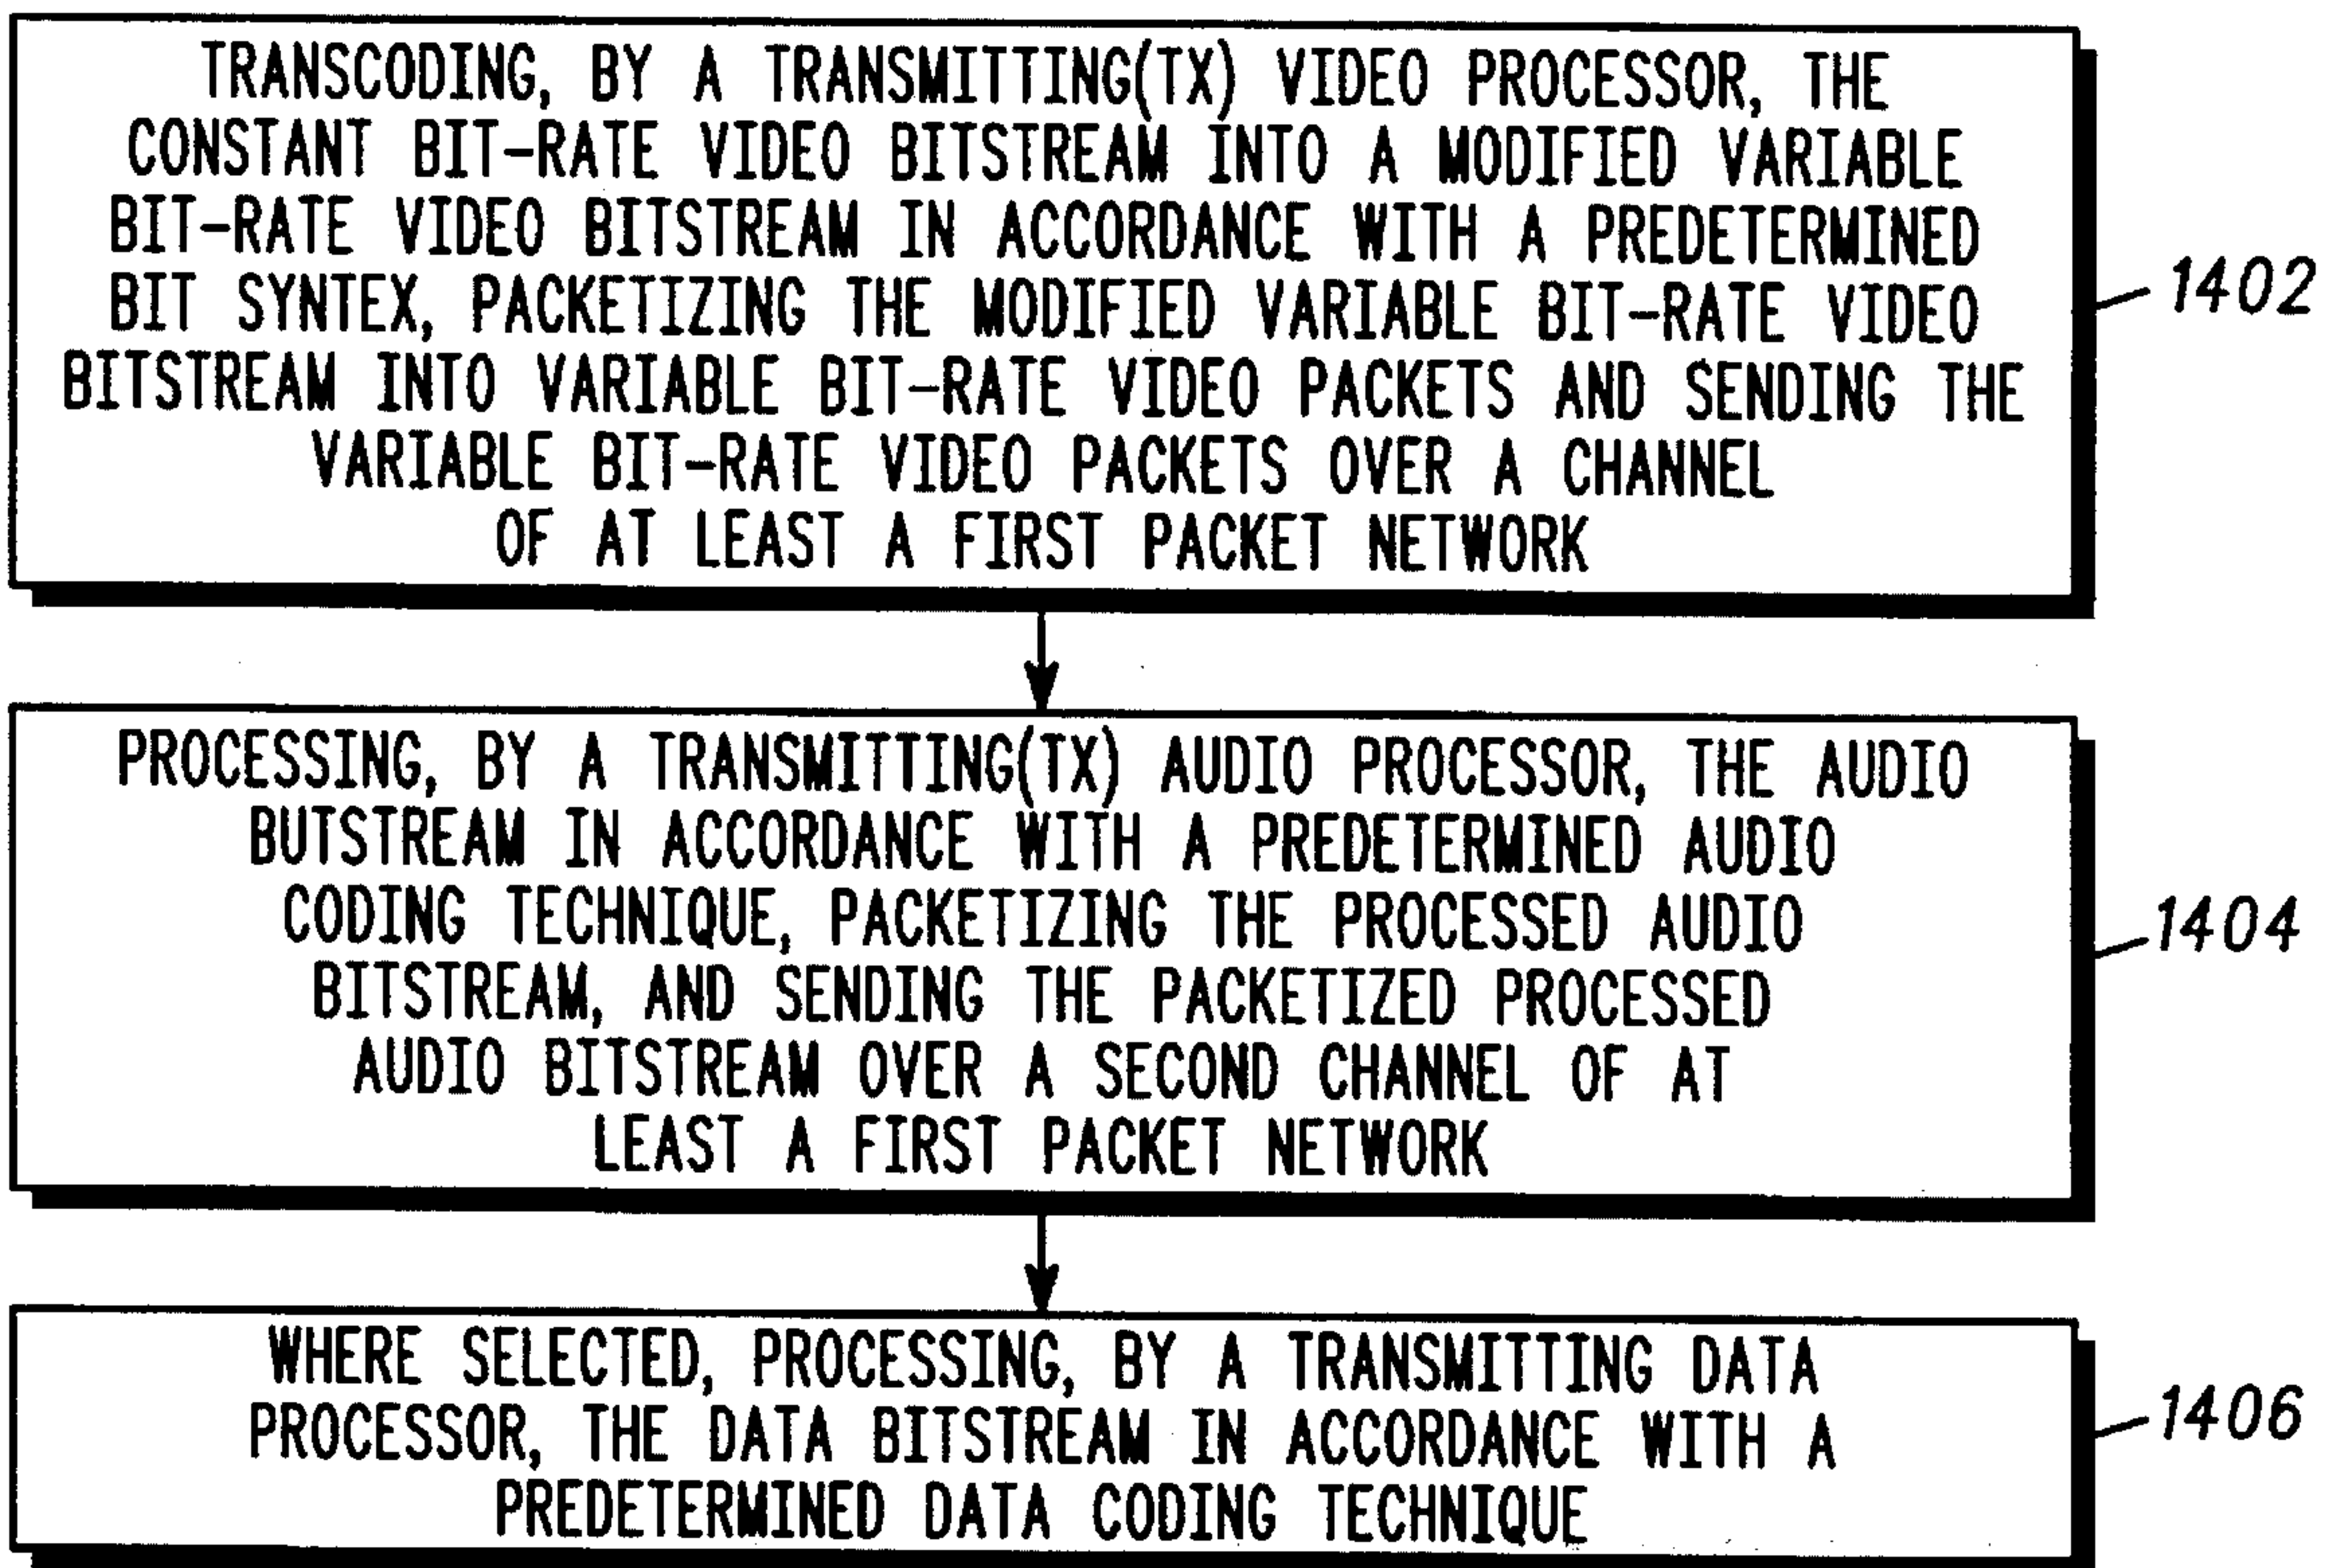 TRANSCODING, BY A TRANSMITTING(TX) VIDEO PROCESSOR, THE
CONSTANT BIT-RATE VIDEO BITSTREAM INTO A MODIFIED VARIABLE
BIT-RATE VIDEO BITSTREAM IN ACCORDANCE WITH A PREDETERMINED
BIT SYNTEX, PACKETIZING THE MODIFIED VARIABLE BIT-RATE VIDEO
BITSTREAM INTO VARIABLE BIT-RATE VIDEO PACKETS AND SENDING THE
VARIABLE BIT-RATE VIDEO PACKETS OVER A CHANNEL
OF AT LEAST A FIRST PACKET NETWORK
1402
PROCESSING, BY A TRANSMITTING(TX) AUDIO PROCESSOR, THE AUDIO
BUTSTREAM IN ACCORDANCE WITH A PREDETERMINED AUDIO
CODING TECHNIQUE, PACKETIZING THE PROCESSED AUDIO
BITSTREAM, AND SENDING THE PACKETIZED PROCESSED
AUDIO BITSTREAM OVER A SECOND CHANNEL OF AT
LEAST A FIRST PACKET NETWORK
1404
WHERE SELECTED, PROCESSING, BY A TRANSMITTING DATA
PROCESSOR, THE DATA BITSTREAM IN ACCORDANCE WITH A
PREDETERMINED DATA CODING TECHNIQUE
1406